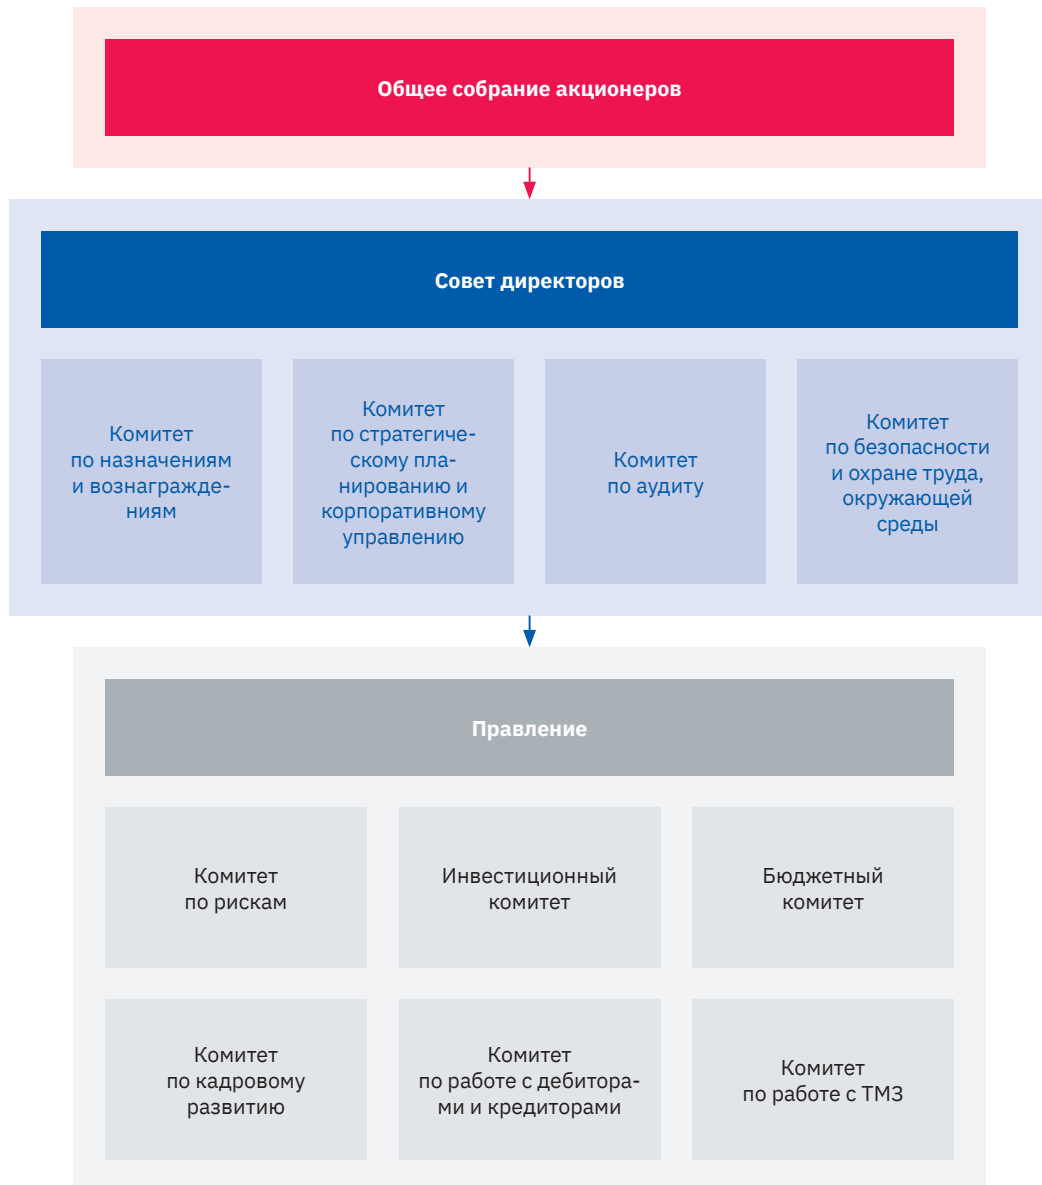 Общее собрание акционеров
Совет директоров
Комитет
по назначениям
и вознагражде-
ниям
Комитет
по стратегиче-
скому пла-
нированию и
корпоративному
управлению
Комитет
по аудиту
Комитет
по безопасности
и охране труда,
окружающей
среды
Правление
Комитет
по рискам
Инвестиционный
комитет
Бюджетный
комитет
Комитет
по кадровому
развитию
Комитет
по работе с дебитора-
ми и кредиторами
Комитет
по работе с ТМЗ